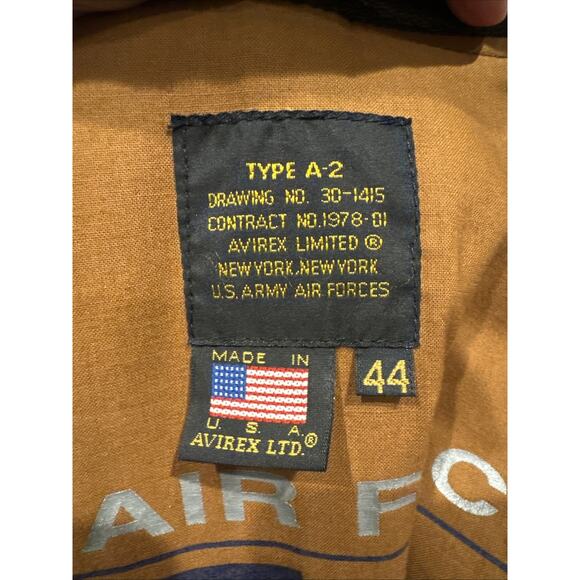 TYPE A-2
DRAWING NO. 30-1415
CONTRACT NO.1978-01
AVIREX LIMITED ®
NEW YORK, NEW YORK
U.S. ARMY AIR FORCES
MADE IN
U. S. A.
AVIREX LTD.®
44
AIR FO